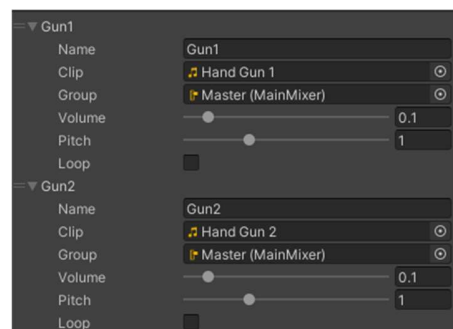 Gun1
Name Gun1
Clip Hand Gun 1
Group Master (MainMixer)
Volume 0.1
Pitch 1
Loop
Gun2
Name Gun2
Clip Hand Gun 2
Group Master (MainMixer)
Volume 0.1
Pitch 1
Loop